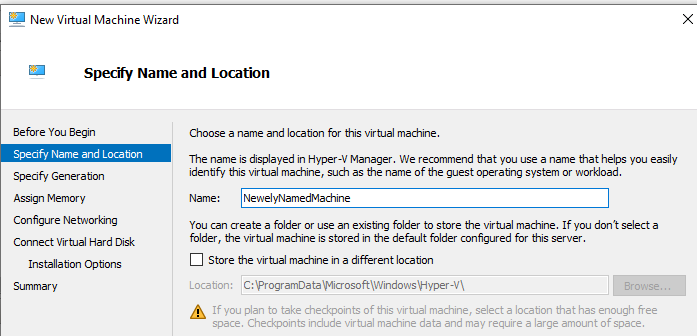 New Virtual Machine Wizard
Specify Name and Location
Before You Begin
Specify Name and Location
Specify Generation
Assign Memory
Configure Networking
Connect Virtual Hard Disk
Installation Options
Summary
Choose a name and location for this virtual machine.
The name is displayed in Hyper-V Manager. We recommend that you use a name that helps you easily
identify this virtual machine, such as the name of the guest operating system or workload.
Name: NewelyNamedMachine
You can create a folder or use an existing folder to store the virtual machine. If you don't select a
folder, the virtual machine is stored in the default folder configured for this server.
Store the virtual machine in a different location
Location: C:\ProgramData\Microsoft\Windows\Hyper-V\ Browse...
If you plan to take checkpoints of this virtual machine, select a location that has enough free
space. Checkpoints include virtual machine data and may require a large amount of space.